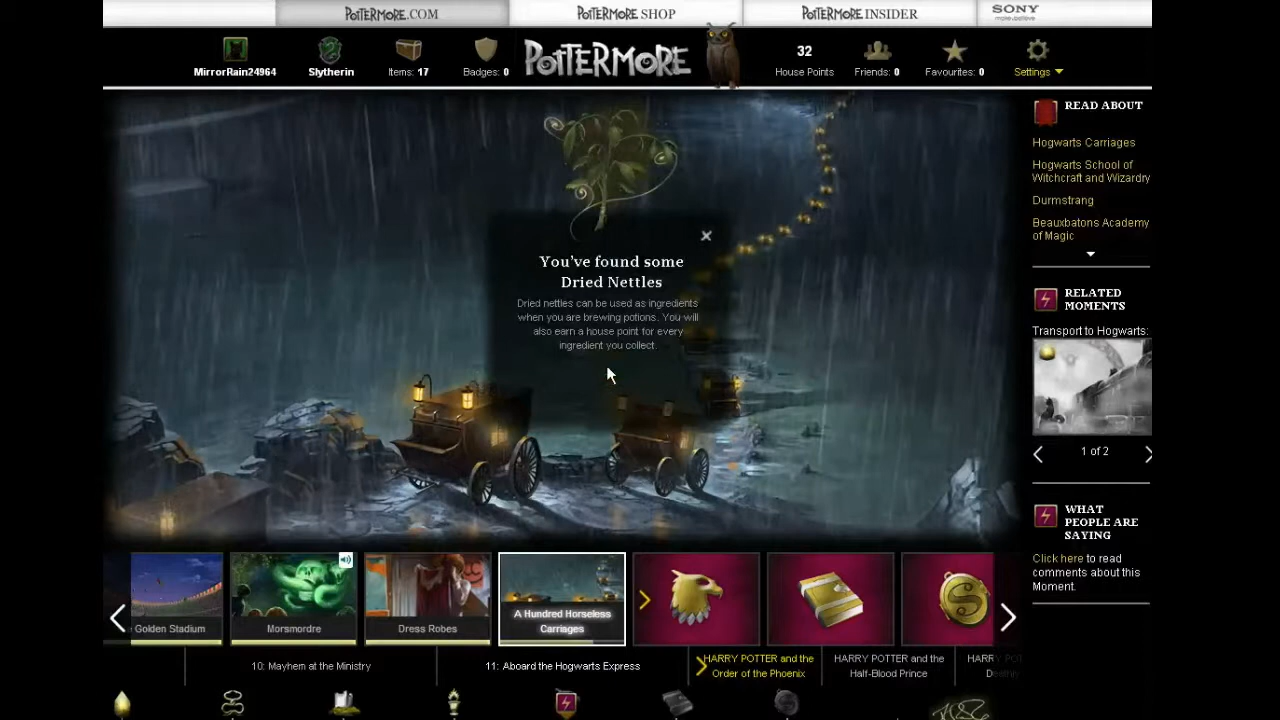 POTTERMORE.COM
POTTERMORE SHOP
POTTERMORE INSIDER
SONY
make.believe
MirrorRain24964
Slytherin
Items: 17
Badges: 0
POTTERMORE
32
House Points
Friends: 0
Favourites: 0
Settings
You've found some
Dried Nettles
Dried nettles can be used as ingredients
when you are brewing potions. You will
also earn a house point for every
ingredient you collect.
READ ABOUT
Hogwarts Carriages
Hogwarts School of
Witchcraft and Wizardry
Durmstrang
Beauxbatons Academy
of Magic
RELATED
MOMENTS
Transport to Hogwarts:
1 of 2
WHAT
PEOPLE ARE
SAYING
Click here to read
comments about this
Moment.
Golden Stadium
Morsmordre
Dress Robes
A Hundred Horseless
Carriages
10: Mayhem at the Ministry
11: Aboard the Hogwarts Express
HARRY POTTER and the
Order of the Phoenix
HARRY POTTER and the
Half-Blood Prince